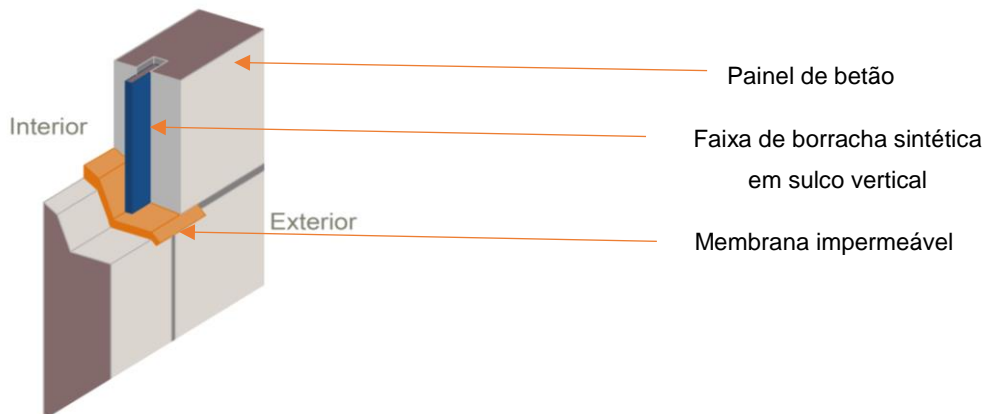 Painel de betão
Interior
Faixa de borracha sintética
em sulco vertical
Exterior
Membrana impermeável